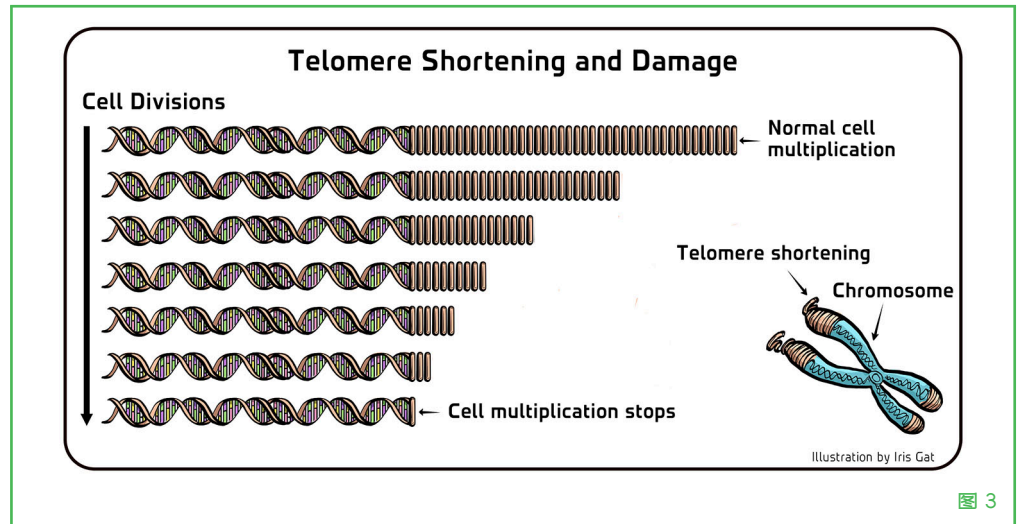 Telomere Shortening and Damage
Cell Divisions
Normal cell
multiplication
Telomere shortening
Chromosome
Cell multiplication stops
Illustration by Iris Gat
图 3